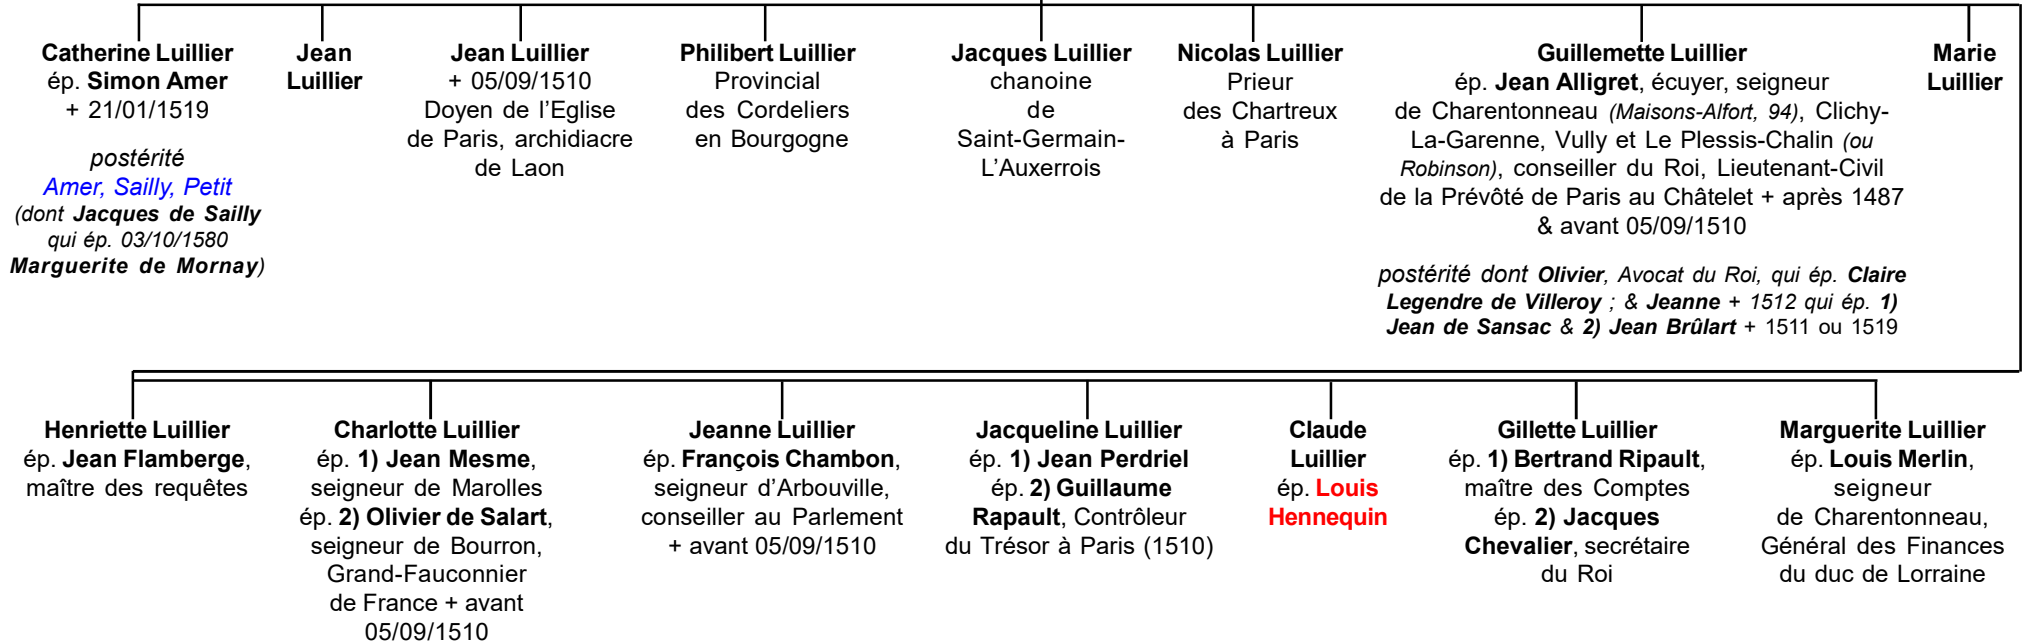 Catherine Luillier
ép. Simon Amer
+ 21/01/1519
postérité
Amer, Sailly, Petit
(dont Jacques de Sailly
qui ép. 03/10/1580
Marguerite de Mornay)
Jean
Luillier
Jean Luillier
+ 05/09/1510
Doyen de l'Eglise
de Paris, archidiacre
de Laon
Philibert Luillier
Provincial
des Cordeliers
en Bourgogne
Jacques Luillier
chanoine
de
Saint-Germain-
L'Auxerrois
Nicolas Luillier
Prieur
des Chartreux
à Paris
Guillemette Luillier
ép. Jean Alligret, écuyer, seigneur
de Charentonneau (Maisons-Alfort, 94), Clichy-
La-Garenne, Vully et Le Plessis-Chalin (ou
Robinson), conseiller du Roi, Lieutenant-Civil
de la Prévôté de Paris au Châtelet + après 1487
& avant 05/09/1510
postérité dont Olivier, Avocat du Roi, qui ép. Claire
Legendre de Villeroy ; & Jeanne + 1512 qui ép. 1)
Jean de Sansac & 2) Jean Brûlart + 1511 ou 1519
Marie
Luillier
Henriette Luillier
ép. Jean Flamberge,
maître des requêtes
Charlotte Luillier
ép. 1) Jean Mesme,
seigneur de Marolles
ép. 2) Olivier de Salart,
seigneur de Bourron,
Grand-Fauconnier
de France + avant
05/09/1510
Jeanne Luillier
ép. François Chambon,
seigneur d'Arbouville,
conseiller au Parlement
+ avant 05/09/1510
Jacqueline Luillier
ép. 1) Jean Perdriel
ép. 2) Guillaume
Rapault, Contrôleur
du Trésor à Paris (1510)
Claude
Luillier
ép. Louis
Hennequin
Gillette Luillier
ép. 1) Bertrand Ripault,
maître des Comptes
ép. 2) Jacques
Chevalier, secrétaire
du Roi
Marguerite Luillier
ép. Louis Merlin,
seigneur
de Charentonneau,
Général des Finances
du duc de Lorraine